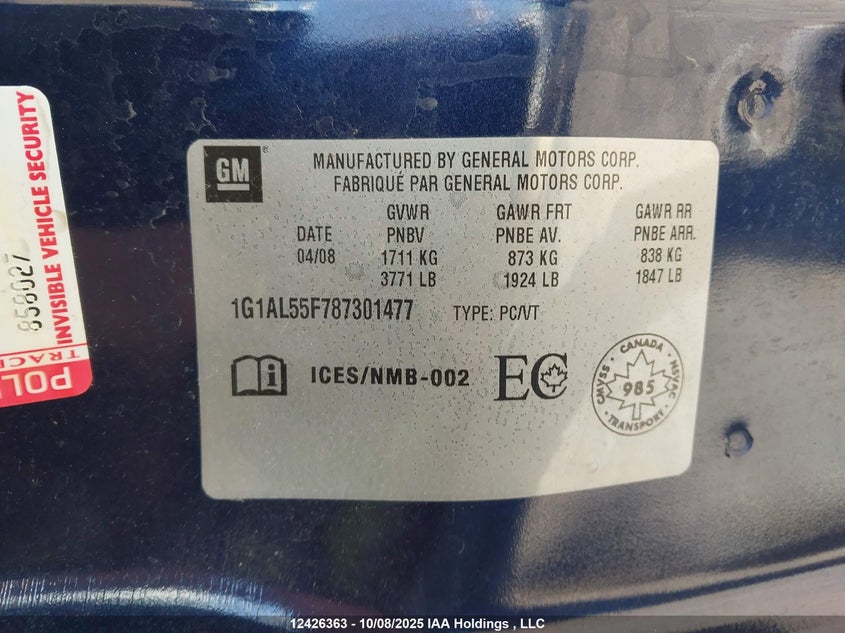 GM
MANUFACTURED BY GENERAL MOTORS CORP.
FABRIQUÉ PAR GENERAL MOTORS CORP.
GVWR GAWR FRT GAWR RR
DATE PNBV PNBE AV. PNBE ARR.
04/08 1711 KG 873 KG 838 KG
3771 LB 1924 LB 1847 LB
1G1AL55F787301477 TYPE: PC/VT
i ICES/NMB-002 EC
CANADA
CMVSS 985 NSVAC
TRANSPORT
858027
INVISIBLE VEHICLE SECURITY
12426363 - 10/08/2025 IAA Holdings , LLC